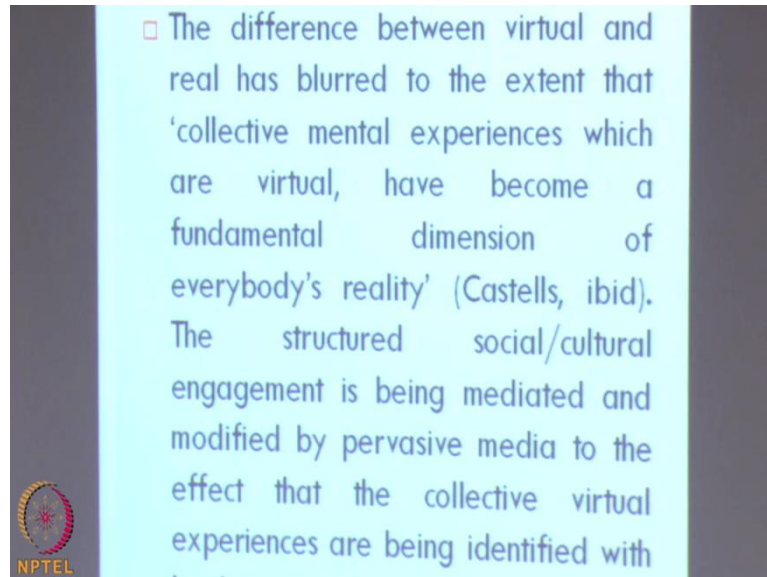 The difference between virtual and
real has blurred to the extent that
‘collective mental experiences which
are virtual, have become a
fundamental dimension of
everybody’s reality’ (Castells, ibid).
The structured social/cultural
engagement is being mediated and
modified by pervasive media to the
effect that the collective virtual
experiences are being identified with
NPTEL